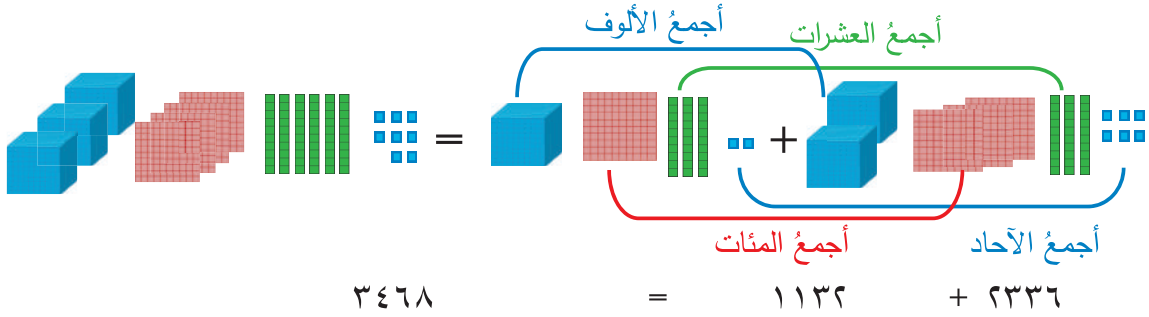 أجمعُ الألوف
أجمعُ العشرات
= +
أجمعُ الآحاد
أجمعُ المئات
٢٣٣٦ + ١١٣٢ = ٣٤٦٨